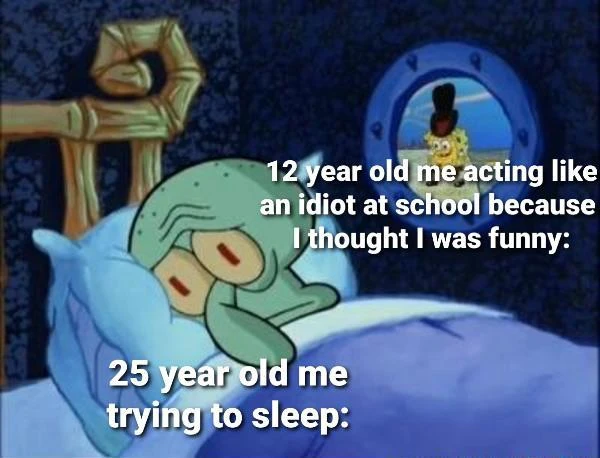 12 year old me acting like
an idiot at school because
I thought I was funny:
25 year old me
trying to sleep: